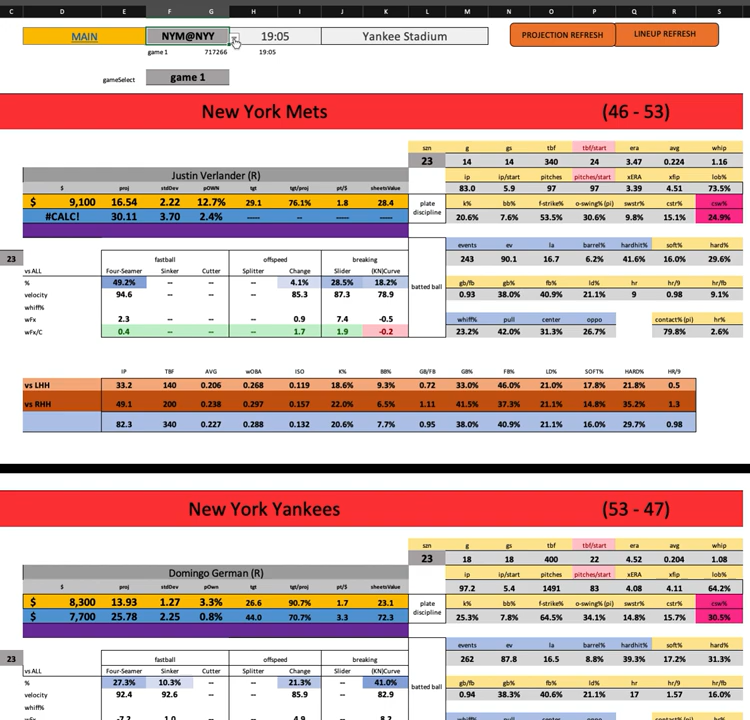 C D E F G H I J K L M N O P Q R S
MAIN NYM@NYY 19:05 Yankee Stadium PROJECTION REFRESH LINEUP REFRESH
game 1 717266 19:05
gameSelect game 1
New York Mets (46 - 53)
szn g gs tbf tbf/start era avg whip
23 14 14 340 24 3.47 0.224 1.16
Justin Verlander (R) ip ip/start pitches pitches/start xERA xfip lob%
$ proj stdDev pOWN tgt tgt/proj pt/$ sheetsValue 83.0 5.9 97 97 3.39 4.51 73.5%
$ 9,100 16.54 2.22 12.7% 29.1 76.1% 1.8 28.4 plate discipline k% bb% f-strike% o-swing% (pi) swstr% cstr% csw%
#CALC! 30.11 3.70 2.4% ---- ---- ---- ---- 20.6% 7.6% 53.5% 30.6% 9.8% 15.1% 24.9%
events ev la barrel% hardhit% soft% hard%
23 fastball offspeed breaking 243 90.1 16.7 6.2% 41.6% 16.0% 29.6%
vs ALL Four-Seamer Sinker Cutter Splitter Change Slider (KN)Curve
% 49.2% -- -- -- 4.1% 28.5% 18.2% batted ball gb/fb gb% fb% ld% hr hr/9 hr/fb
velocity 94.6 -- -- -- 85.3 87.3 78.9 0.93 38.0% 40.9% 21.1% 9 0.98 9.1%
whiff%
wFx 2.3 -- -- -- 0.9 7.4 -0.5 whiff% pull center oppo contact% (pi) hr%
wFx/C 0.4 -- -- -- 1.7 1.9 -0.2 23.2% 42.0% 31.3% 26.7% 79.8% 2.6%
IP TBF AVG wOBA ISO K% BB% GB/FB GB% FB% LD% SOFT% HARD% HR/9
vs LHH 33.2 140 0.206 0.268 0.119 18.6% 9.3% 0.72 33.0% 46.0% 21.0% 17.8% 21.8% 0.5
vs RHH 49.1 200 0.238 0.297 0.157 22.0% 6.5% 1.11 41.5% 37.3% 21.1% 14.8% 35.2% 1.3
82.3 340 0.227 0.288 0.132 20.6% 7.7% 0.95 38.0% 40.9% 21.1% 16.0% 29.7% 0.98
New York Yankees (53 - 47)
szn g gs tbf tbf/start era avg whip
23 18 18 400 22 4.52 0.204 1.08
Domingo German (R) ip ip/start pitches pitches/start xERA xfip lob%
$ proj stdDev pOwn tgt tgt/proj pt/$ sheetsValue 97.2 5.4 1491 83 4.08 4.11 64.2%
$ 8,300 13.93 1.27 3.3% 26.6 90.7% 1.7 23.1 plate discipline k% bb% f-strike% o-swing% (pi) swstr% cstr% csw%
$ 7,700 25.78 2.25 0.8% 44.0 70.7% 3.3 72.3 25.3% 7.8% 64.5% 34.1% 14.8% 15.7% 30.5%
events ev la barrel% hardhit% soft% hard%
23 fastball offspeed breaking 262 87.8 16.5 8.8% 39.3% 17.2% 31.3%
vs ALL Four-Seamer Sinker Cutter Splitter Change Slider (KN)Curve
% 27.3% 10.3% -- -- 21.3% -- 41.0% batted ball gb/fb gb% fb% ld% hr hr/9 hr/fb
velocity 92.4 92.6 -- -- 85.9 -- 82.9 0.94 38.3% 40.6% 21.1% 17 1.57 16.0%
whiff%
wFx -7.2 1.0 -- -- 4.9 -- 8.2 whiff% pull center oppo contact% (pi) hr%